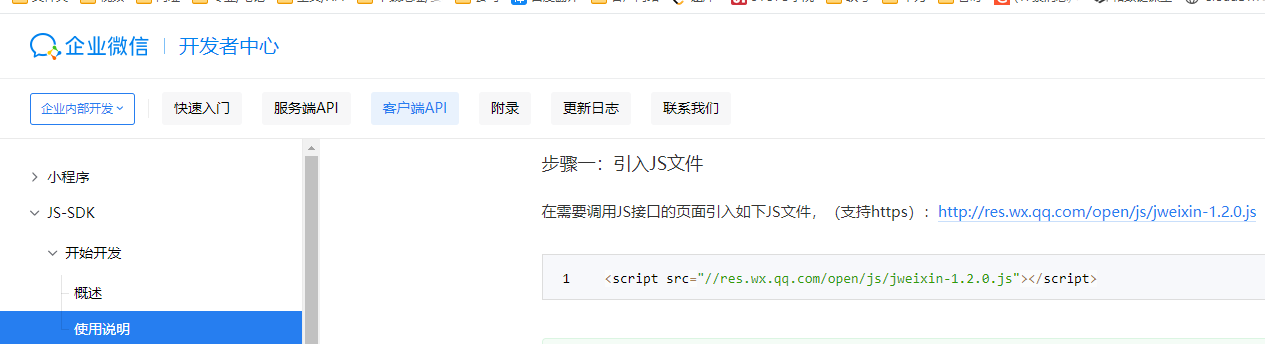 企业微信 开发者中心
企业内部开发 快速入门 服务端API 客户端API 附录 更新日志 联系我们
小程序
JS-SDK
开始开发
概述
使用说明
步骤一：引入JS文件
在需要调用JS接口的页面引入如下JS文件，（支持https）：http://res.wx.qq.com/open/js/jweixin-1.2.0.js
1 <script src="//res.wx.qq.com/open/js/jweixin-1.2.0.js"></script>